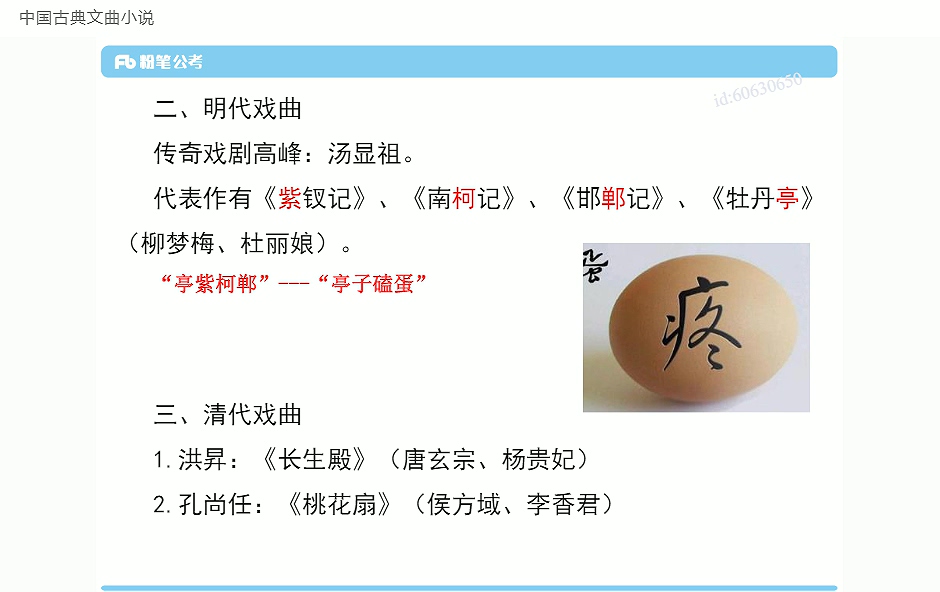 中国古典文曲小说
Fb 粉笔公考
id:60630650
二、明代戏曲
传奇戏剧高峰：汤显祖。
代表作有《紫钗记》、《南柯记》、《邯郸记》、《牡丹亭》
（柳梦梅、杜丽娘）。
“亭紫柯郸”---“亭子磕蛋”
蛋
疼
三、清代戏曲
1.洪昇：《长生殿》（唐玄宗、杨贵妃）
2.孔尚任：《桃花扇》（侯方域、李香君）